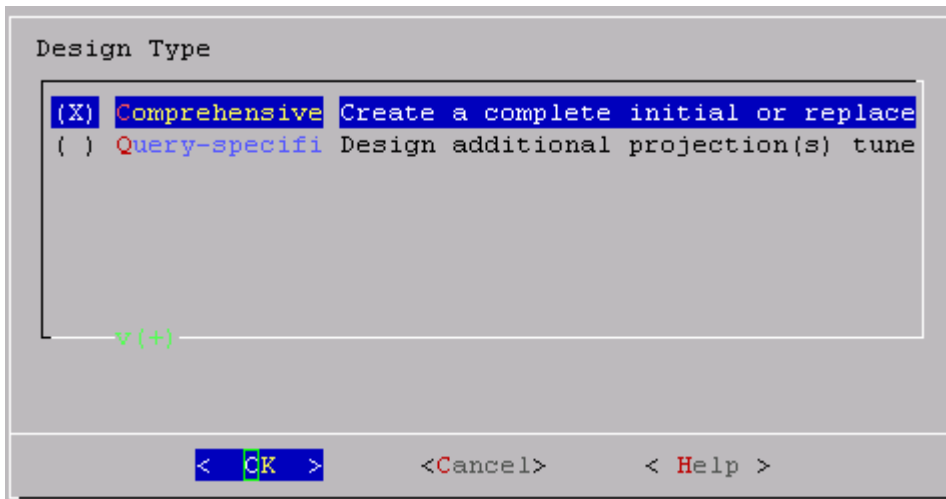 Design Type
(X) Comprehensive Create a complete initial or replace
( ) Query-specifi Design additional projection(s) tune
v(+)
< OK > <Cancel> < Help >